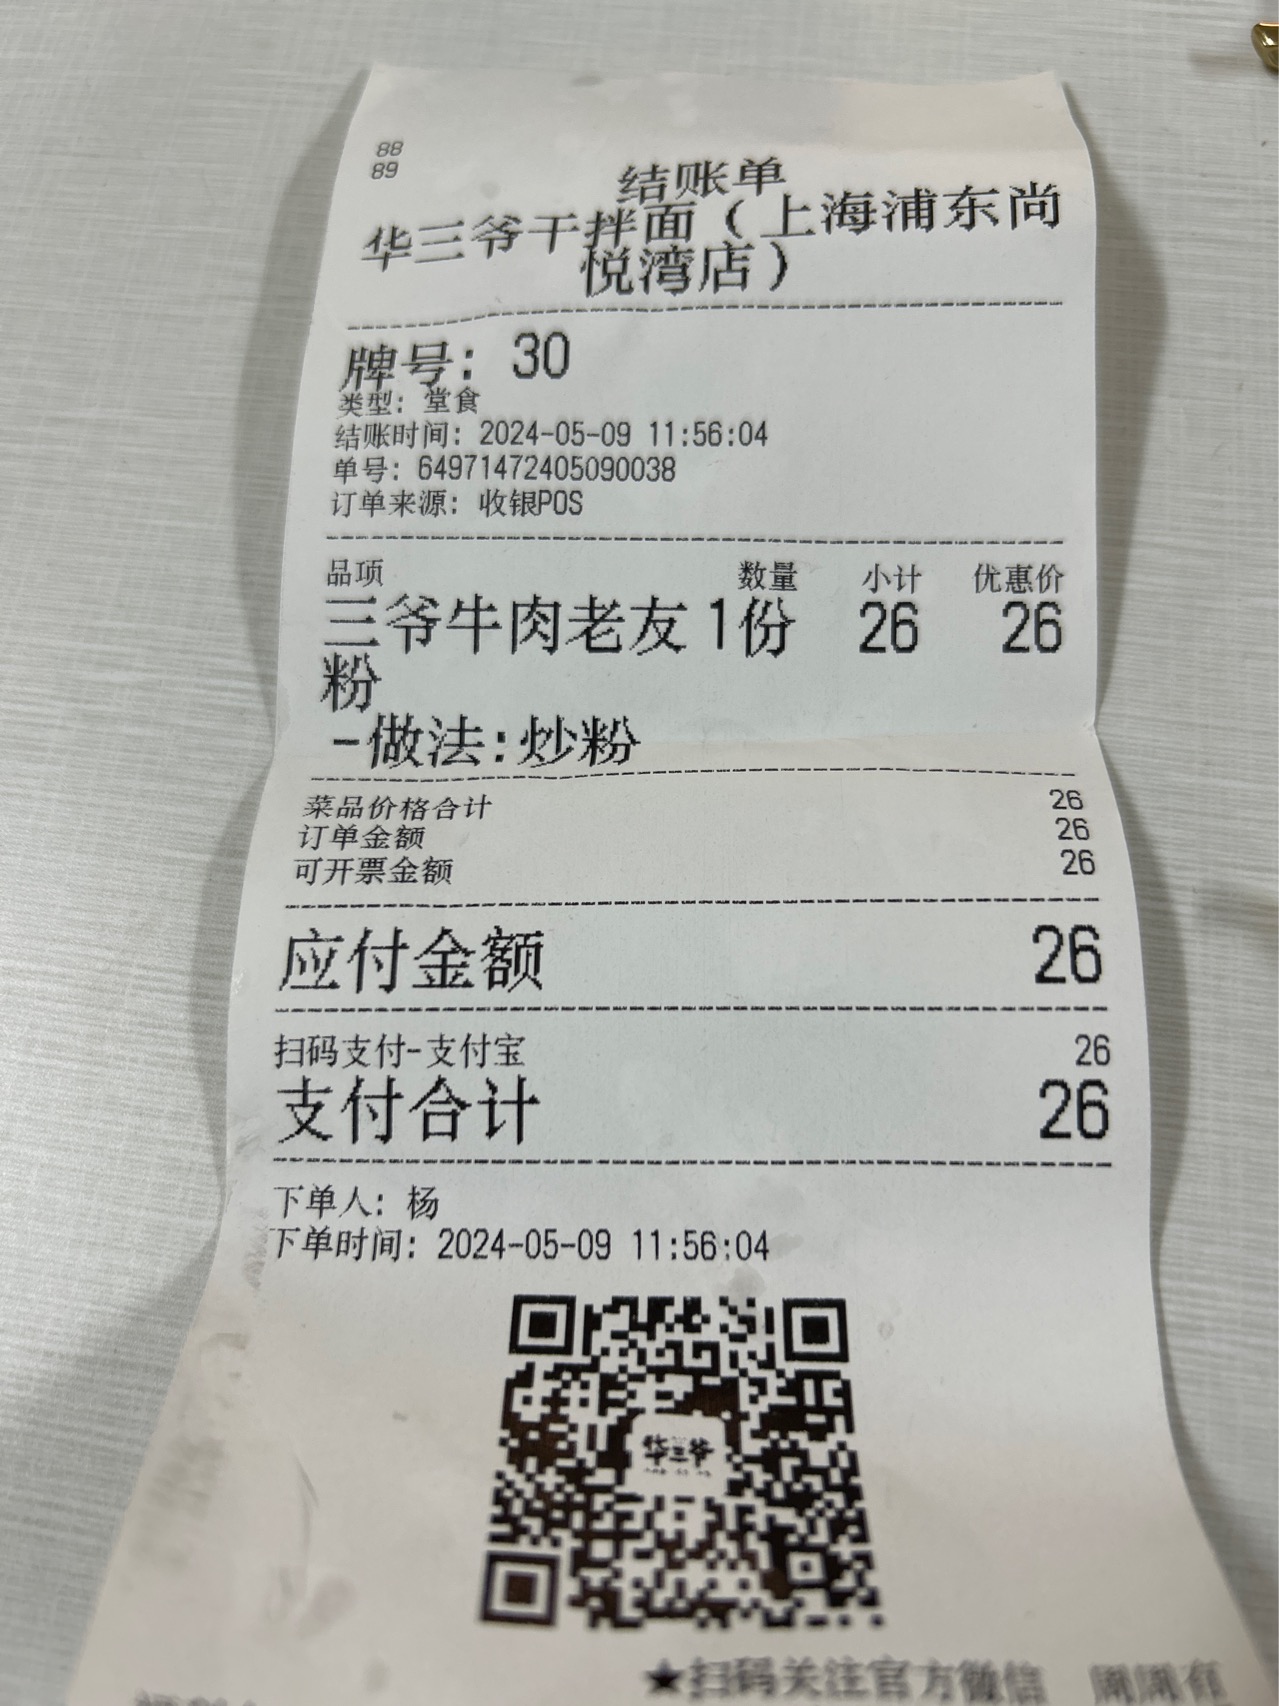 88
89
结账单
华三爷干拌面（上海浦东尚
悦湾店）
牌号：30
类型：堂食
结账时间：2024-05-09 11:56:04
单号：64971472405090038
订单来源：收银POS
品项 数量 小计 优惠价
三爷牛肉老友 1份 26 26
粉
-做法:炒粉
菜品价格合计 26
订单金额 26
可开票金额 26
应付金额 26
扫码支付-支付宝 26
支付合计 26
下单人：杨
下单时间：2024-05-09 11:56:04
华三爷
★扫码关注官方微信